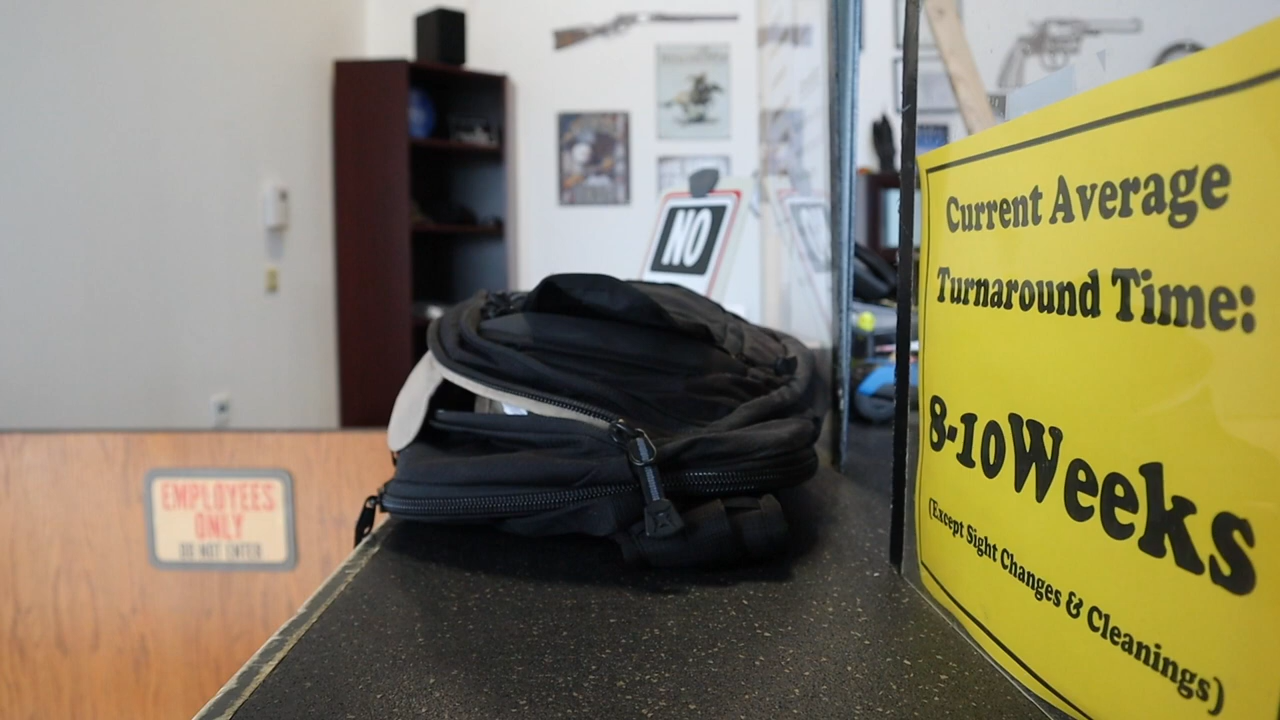 NO
EMPLOYEES
ONLY
DO NOT ENTER
Current Average
Turnaround Time:
8-10Weeks
(Except Sight Changes & Cleanings)